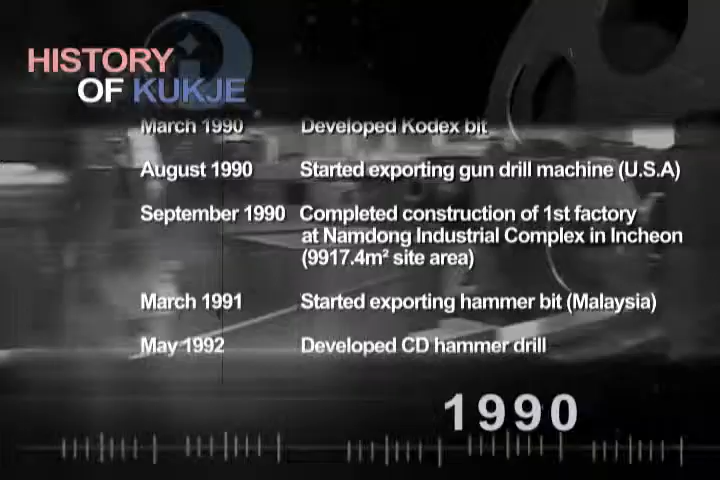 HISTORY
OF KUKJE
March 1990 Developed Kodex bit
August 1990 Started exporting gun drill machine (U.S.A)
September 1990 Completed construction of 1st factory
at Namdong Industrial Complex in Incheon
(9917.4m² site area)
March 1991 Started exporting hammer bit (Malaysia)
May 1992 Developed CD hammer drill
1990